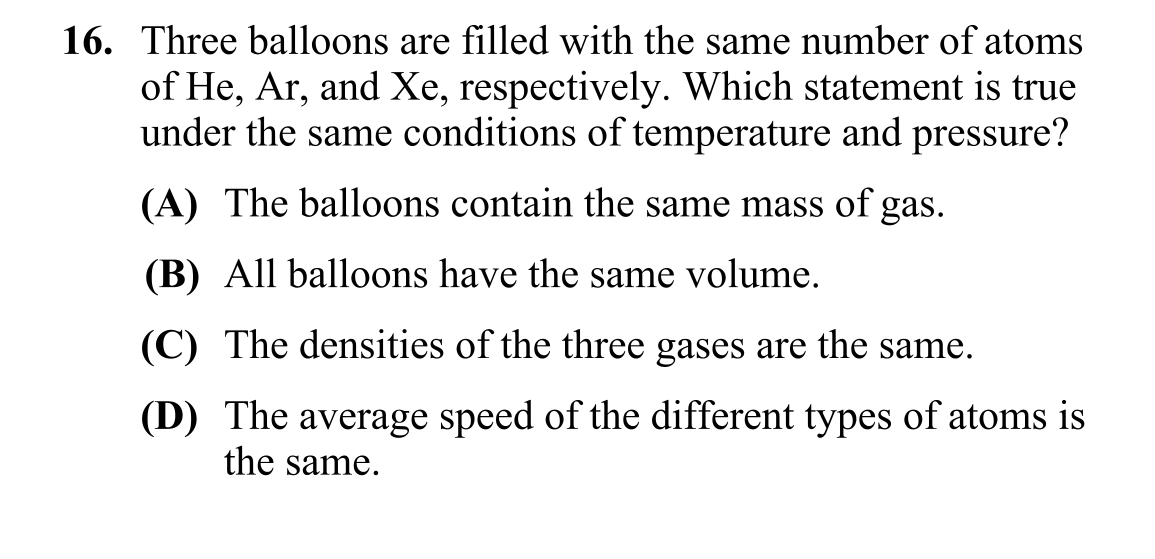 16. Three balloons are filled with the same number of atoms
of He, Ar, and Xe, respectively. Which statement is true
under the same conditions of temperature and pressure?
(A) The balloons contain the same mass of gas.
(B) All balloons have the same volume.
(C) The densities of the three gases are the same.
(D) The average speed of the different types of atoms is
the same.